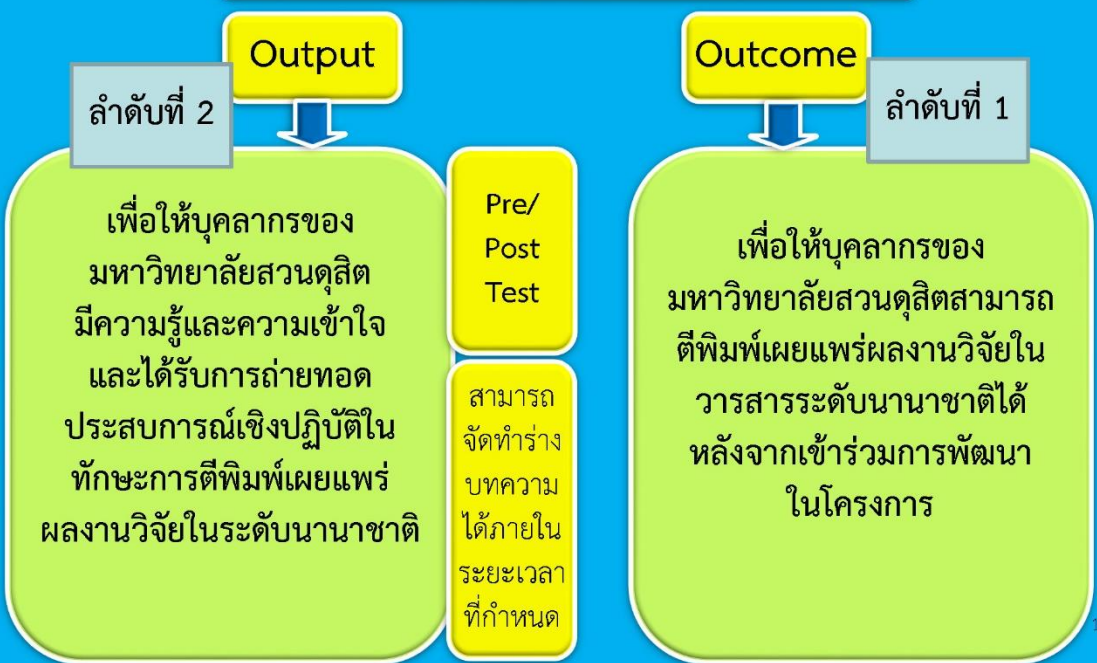 Output
ลำดับที่ 2
เพื่อให้บุคลากรของ
มหาวิทยาลัยสวนดุสิต
มีความรู้และความเข้าใจ
และได้รับการถ่ายทอด
ประสบการณ์เชิงปฏิบัติใน
ทักษะการตีพิมพ์เผยแพร่
ผลงานวิจัยในระดับนานาชาติ
Pre/
Post
Test
สามารถ
จัดทำร่าง
บทความ
ได้ภายใน
ระยะเวลา
ที่กำหนด
Outcome
ลำดับที่ 1
เพื่อให้บุคลากรของ
มหาวิทยาลัยสวนดุสิตสามารถ
ตีพิมพ์เผยแพร่ผลงานวิจัยใน
วารสารระดับนานาชาติได้
หลังจากเข้าร่วมการพัฒนา
ในโครงการ